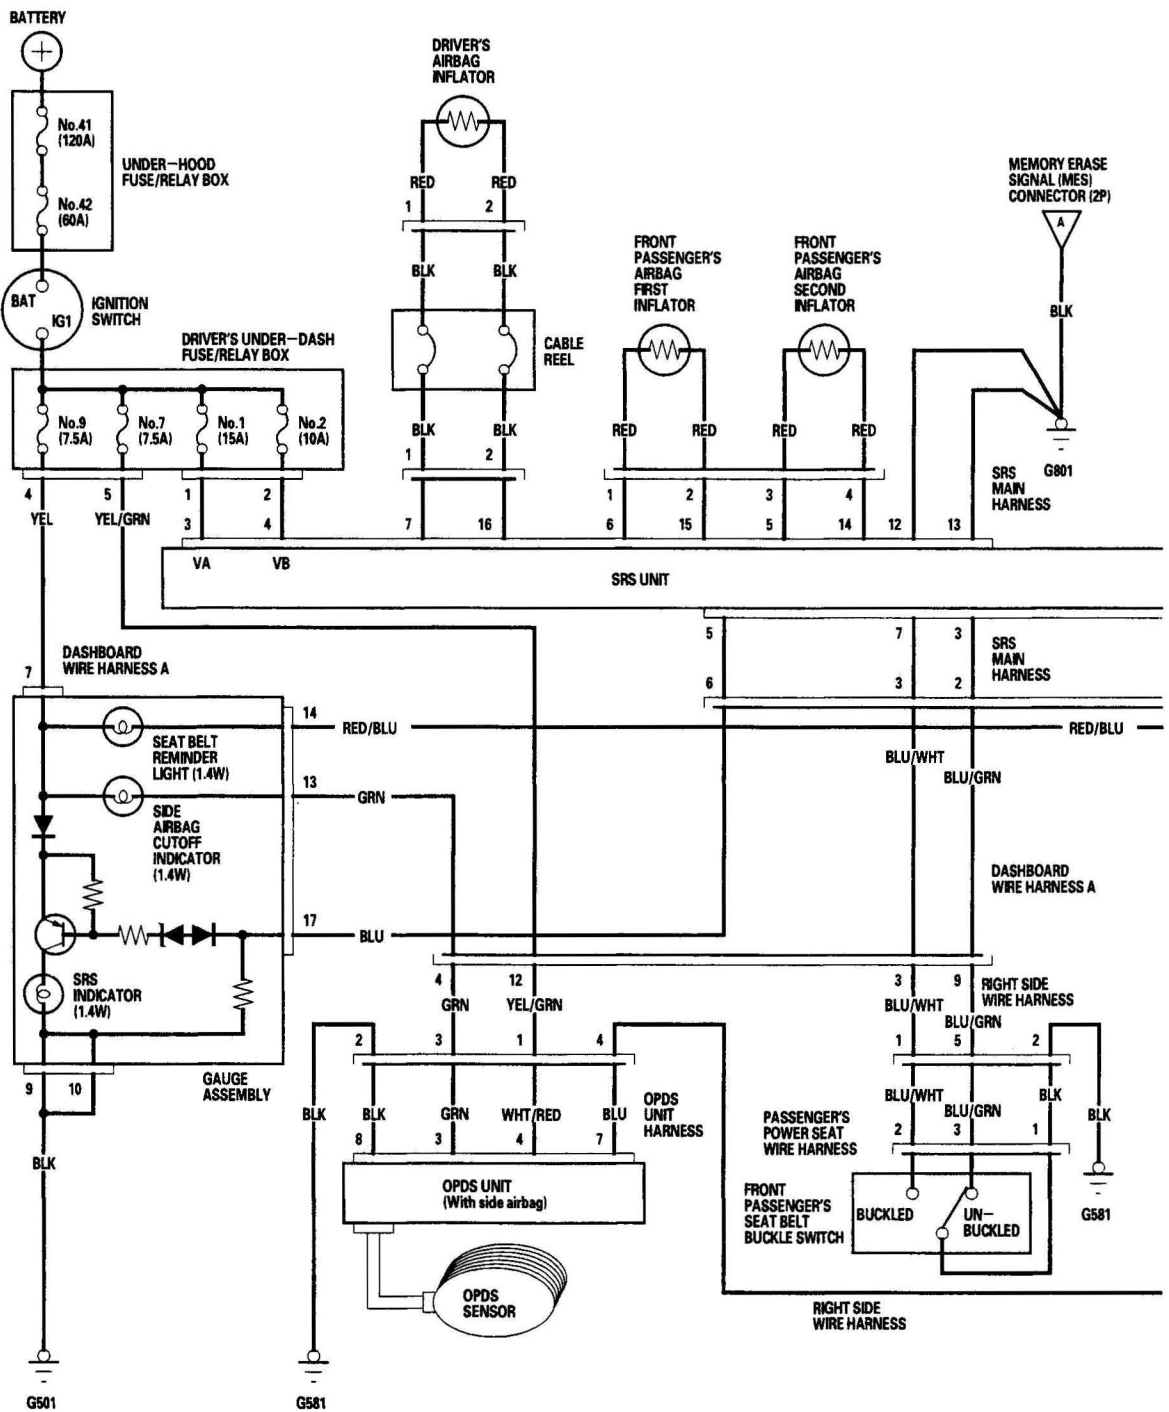 BATTERY
No.41
(120A)
UNDER-HOOD
FUSE/RELAY BOX
No.42
(60A)
BAT
IG1
IGNITION
SWITCH
DRIVER'S UNDER-DASH
FUSE/RELAY BOX
No.9
(7.5A)
No.7
(7.5A)
No.1
(15A)
No.2
(10A)
4
5
1
2
YEL
YEL/GRN
3
4
DRIVER'S
AIRBAG
INFLATOR
RED
RED
1
2
BLK
BLK
CABLE
REEL
BLK
BLK
1
2
7
16
FRONT
PASSENGER'S
AIRBAG
FIRST
INFLATOR
FRONT
PASSENGER'S
AIRBAG
SECOND
INFLATOR
RED
RED
RED
RED
1
2
3
4
6
15
5
14
12
13
MEMORY ERASE
SIGNAL (MES)
CONNECTOR (2P)
A
BLK
G801
SRS
MAIN
HARNESS
VA
VB
SRS UNIT
5
7
3
SRS
MAIN
HARNESS
6
3
2
DASHBOARD
WIRE HARNESS A
7
14
RED/BLU
RED/BLU
SEAT BELT
REMINDER
LIGHT (1.4W)
BLU/WHT
BLU/GRN
13
GRN
SIDE
AIRBAG
CUTOFF
INDICATOR
(1.4W)
DASHBOARD
WIRE HARNESS A
17
BLU
SRS
INDICATOR
(1.4W)
4
12
3
9
RIGHT SIDE
WIRE HARNESS
GRN
YEL/GRN
BLU/WHT
BLU/GRN
2
3
1
4
1
5
2
9
10
GAUGE
ASSEMBLY
BLK
BLK
BLK
GRN
WHT/RED
BLU
OPDS
UNIT
HARNESS
8
3
4
7
BLU/WHT
BLU/GRN
BLK
BLK
PASSENGER'S
POWER SEAT
WIRE HARNESS
2
3
1
OPDS UNIT
(With side airbag)
FRONT
PASSENGER'S
SEAT BELT
BUCKLE SWITCH
BUCKLED
UN-
BUCKLED
G581
OPDS
SENSOR
RIGHT SIDE
WIRE HARNESS
G501
G581